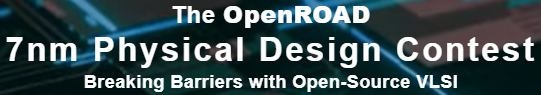 The OpenROAD
7nm Physical Design Contest
Breaking Barriers with Open-Source VLSI